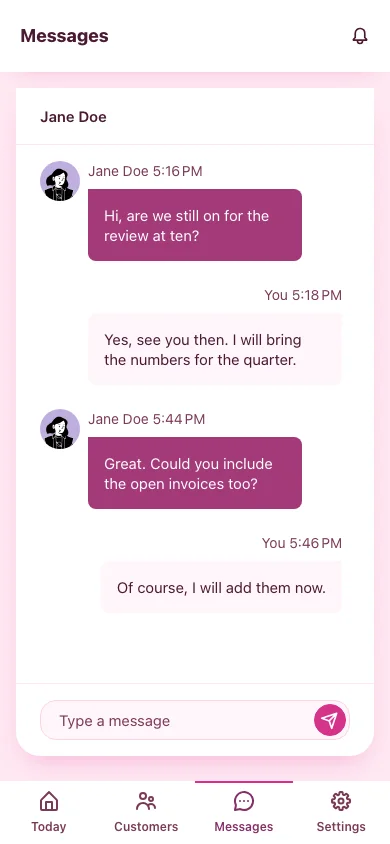 Messages
Jane Doe
Jane Doe 5:16 PM
Hi, are we still on for the
review at ten?
You 5:18 PM
Yes, see you then. I will bring
the numbers for the quarter.
Jane Doe 5:44 PM
Great. Could you include
the open invoices too?
You 5:46 PM
Of course, I will add them now.
Type a message
Today
Customers
Messages
Settings